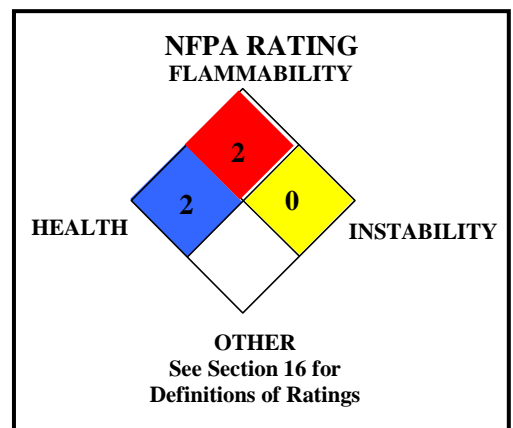 NFPA RATING
FLAMMABILITY
2
2
0
HEALTH
INSTABILITY
OTHER
See Section 16 for
Definitions of Ratings